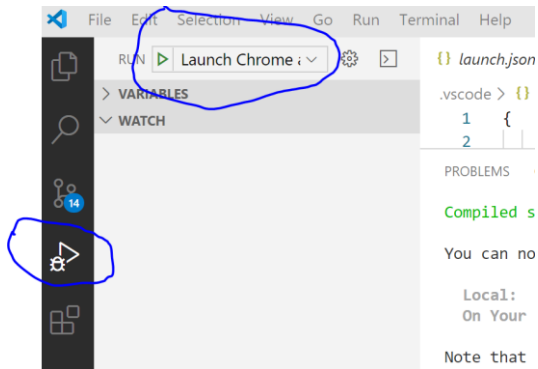 File Edit Selection View Go Run Terminal Help
RUN Launch Chrome a
{} launch.json
VARIABLES
.vscode > {}
WATCH
1 {
2
PROBLEMS
14
Compiled s
You can no
Local:
On Your
Note that